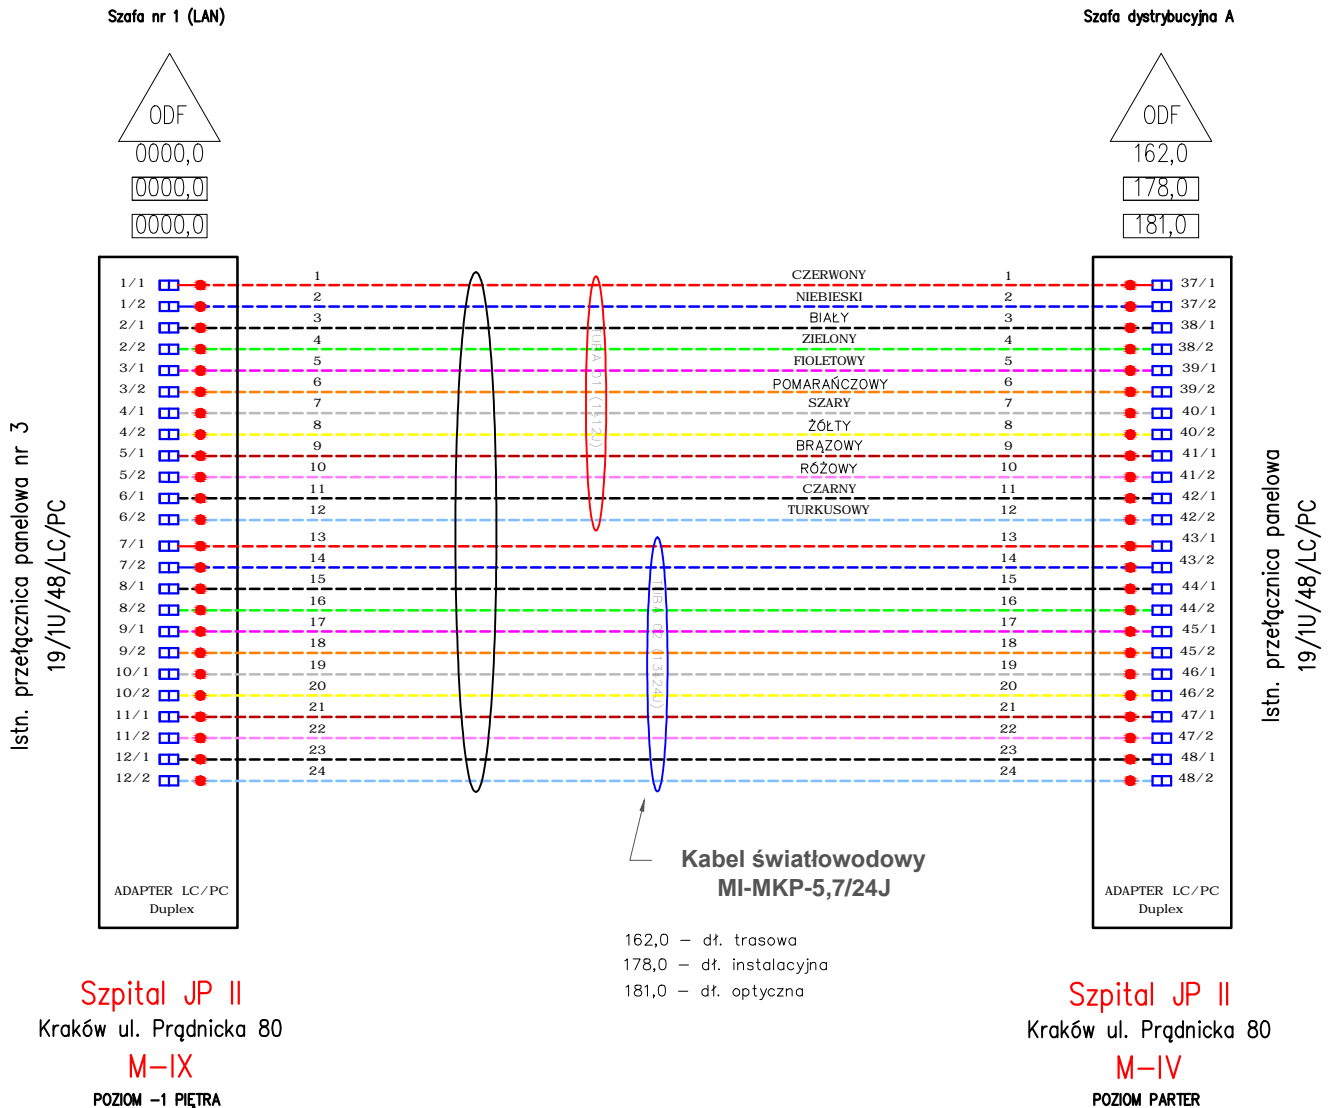 Szafa nr 1 (LAN)
Szafa dystrybucyjna A
ODF
0000,0
0000,0
0000,0
ODF
162,0
178,0
181,0
Istn. przełącznica panelowa nr 3
19/1U/48/LC/PC
1/1 1 CZERWONY 1 37/1
1/2 2 NIEBIESKI 2 37/2
2/1 3 BIAŁY 3 38/1
2/2 4 ZIELONY 4 38/2
3/1 5 FIOLETOWY 5 39/1
3/2 6 POMARAŃCZOWY 6 39/2
4/1 7 SZARY 7 40/1
4/2 8 ŻÓŁTY 8 40/2
5/1 9 BRĄZOWY 9 41/1
5/2 10 RÓŻOWY 10 41/2
6/1 11 CZARNY 11 42/1
6/2 12 TURKUSOWY 12 42/2
7/1 13 13 43/1
7/2 14 14 43/2
8/1 15 15 44/1
8/2 16 16 44/2
9/1 17 17 45/1
9/2 18 18 45/2
10/1 19 19 46/1
10/2 20 20 46/2
11/1 21 21 47/1
11/2 22 22 47/2
12/1 23 23 48/1
12/2 24 24 48/2
Istn. przełącznica panelowa
19/1U/48/LC/PC
Kabel światłowodowy
MI-MKP-5,7/24J
ADAPTER LC/PC
Duplex
ADAPTER LC/PC
Duplex
162,0 – dł. trasowa
178,0 – dł. instalacyjna
181,0 – dł. optyczna
Szpital JP II
Kraków ul. Prądnicka 80
M–IX
POZIOM –1 PIĘTRA
Szpital JP II
Kraków ul. Prądnicka 80
M–IV
POZIOM PARTER